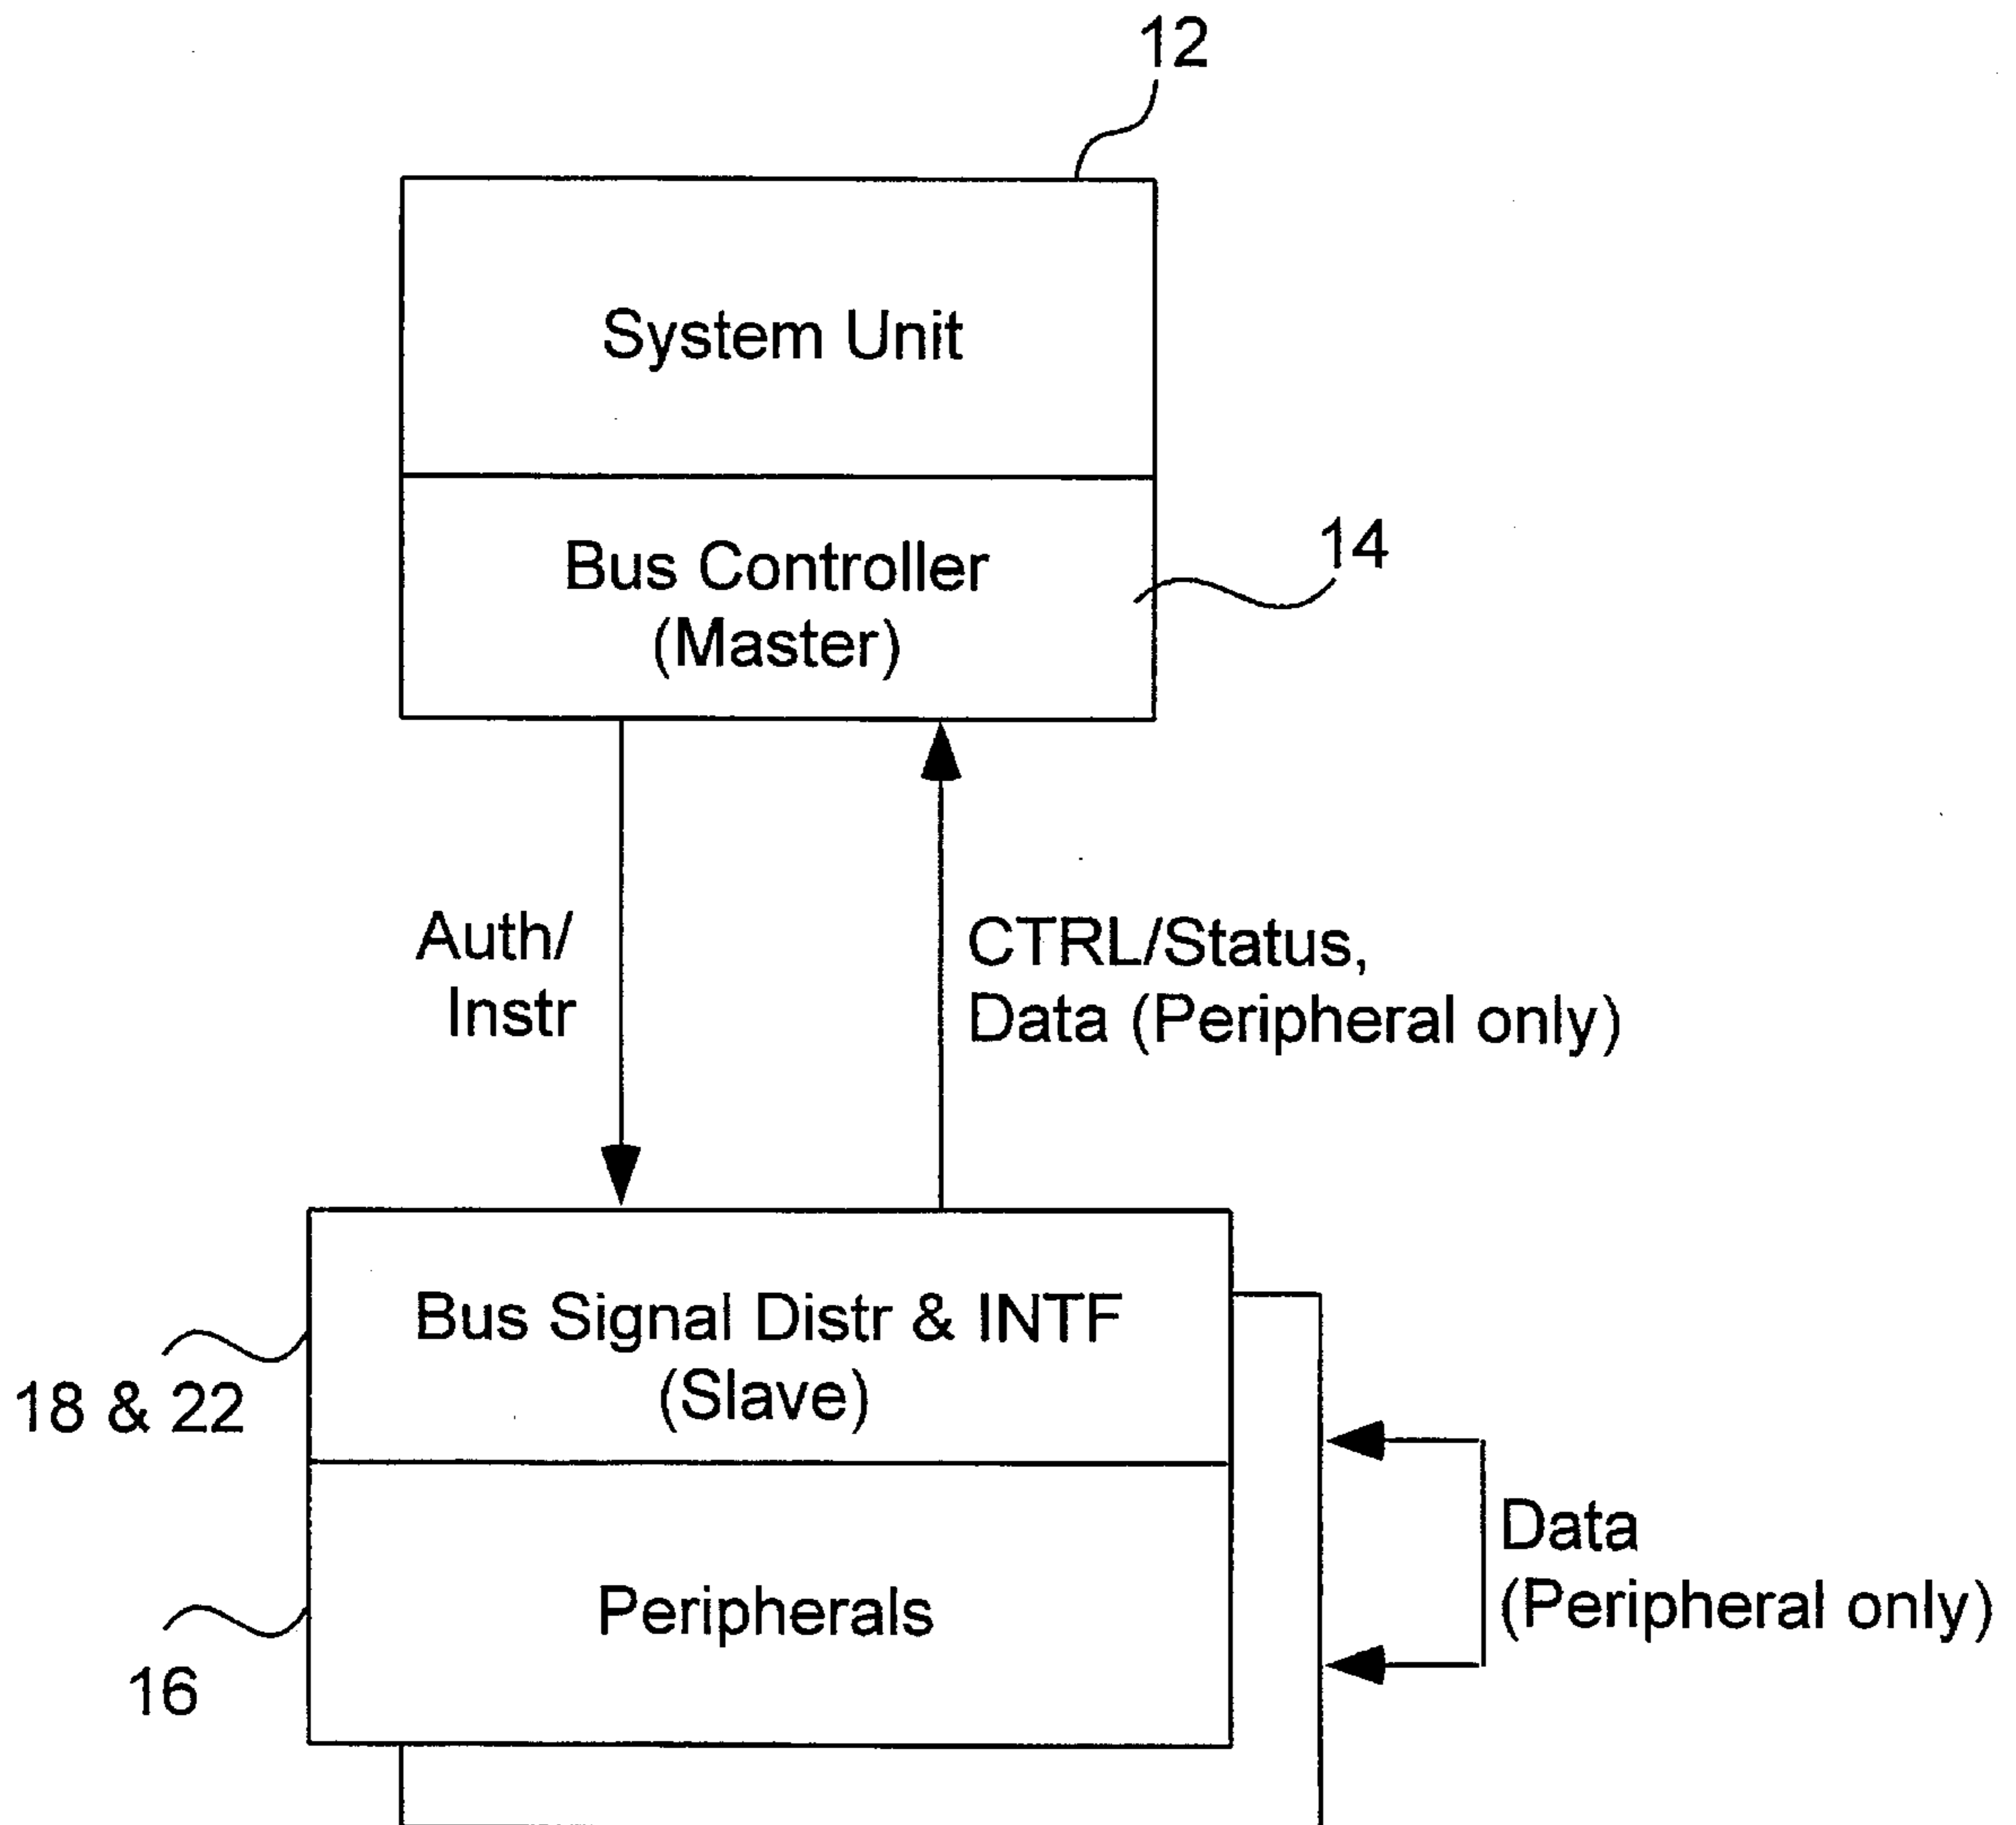 12
System Unit
Bus Controller
(Master)
14
Auth/
Instr
CTRL/Status,
Data (Peripheral only)
Bus Signal Distr & INTF
(Slave)
18 & 22
Peripherals
16
Data
(Peripheral only)